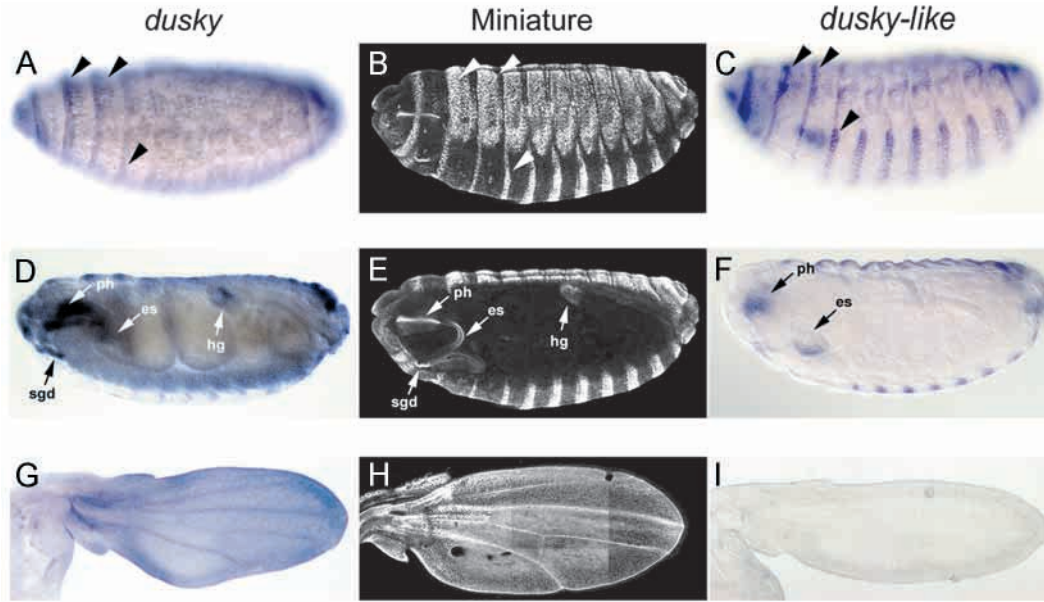 dusky Miniature dusky-like
A B C
D E F
ph ph ph
es es es
hg hg
sgd sgd
G H I